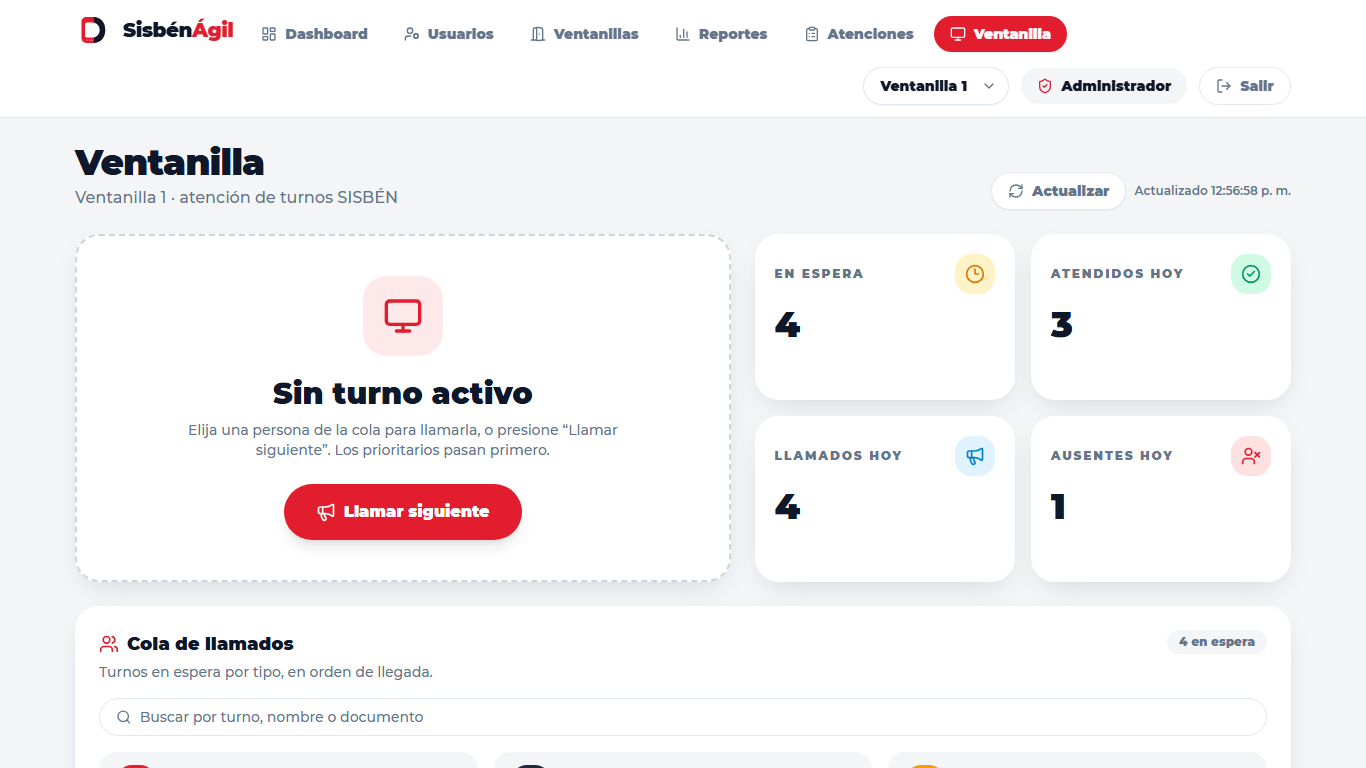 SisbénÁgil
Dashboard
Usuarios
Ventanillas
Reportes
Atenciones
Ventanilla
Ventanilla 1
Administrador
Salir
Ventanilla
Ventanilla 1 · atención de turnos SISBÉN
Actualizar
Actualizado 12:56:58 p. m.
Sin turno activo
Elija una persona de la cola para llamarla, o presione “Llamar
siguiente”. Los prioritarios pasan primero.
Llamar siguiente
EN ESPERA
4
ATENDIDOS HOY
3
LLAMADOS HOY
4
AUSENTES HOY
1
Cola de llamados
4 en espera
Turnos en espera por tipo, en orden de llegada.
Buscar por turno, nombre o documento